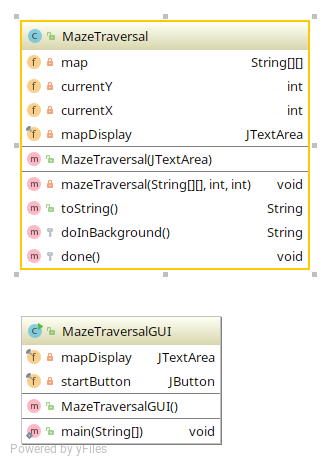 MazeTraversal
map String[][]
currentY int
currentX int
mapDisplay JTextArea
MazeTraversal(JTextArea)
mazeTraversal(String[][], int, int) void
toString() String
doInBackground() String
done() void
MazeTraversalGUI
mapDisplay JTextArea
startButton JButton
MazeTraversalGUI()
main(String[]) void
Powered by yFiles